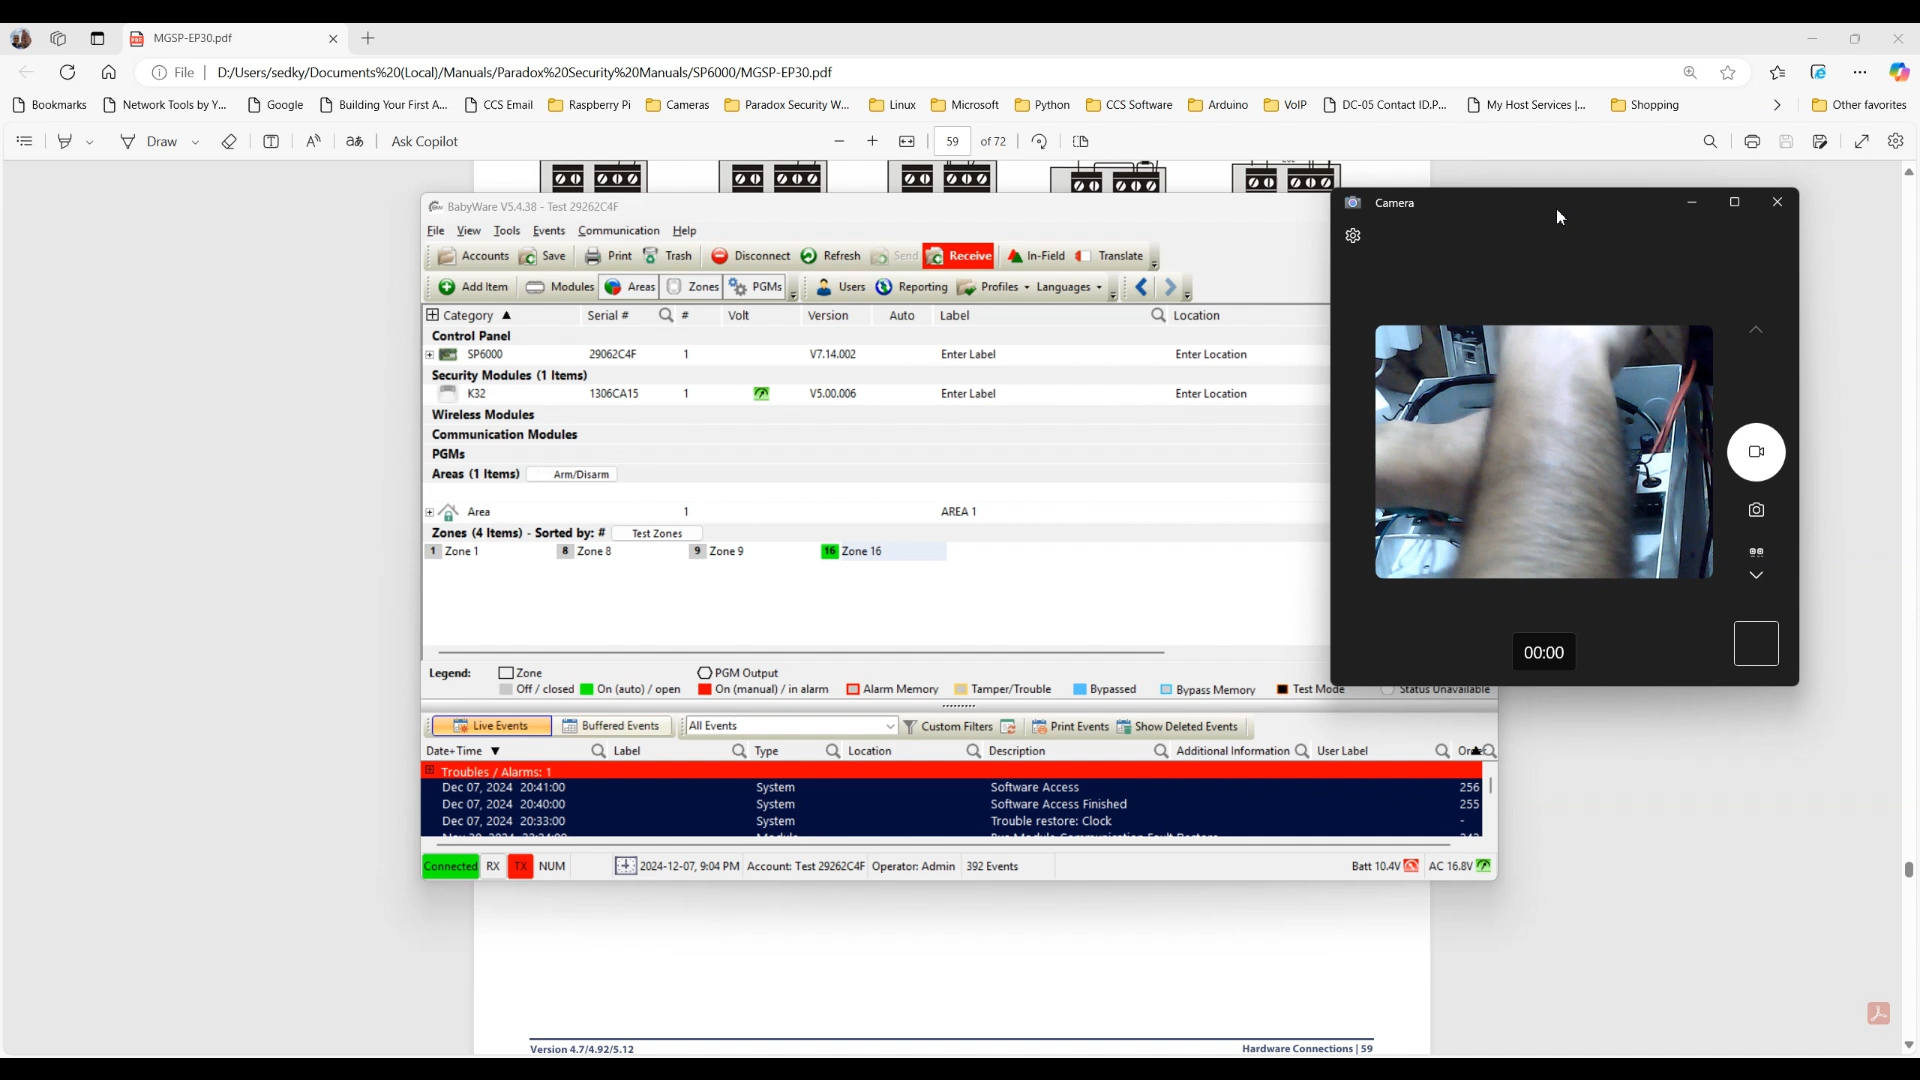 MGSP-EP30.pdf
File
D:/Users/sedky/Documents%20(Local)/Manuals/Paradox%20Security%20Manuals/SP6000/MGSP-EP30.pdf
Bookmarks Network Tools by Y... Google Building Your First A... CCS Email Raspberry Pi Cameras Paradox Security W... Linux Microsoft Python CCS Software Arduino VoIP DC-05 Contact ID.P... My Host Services |... Shopping Other favorites
Draw Ask Copilot 59 of 72
BabyWare V5.4.38 - Test 29262C4F
File View Tools Events Communication Help
Accounts Save Print Trash Disconnect Refresh Send Receive In-Field Translate
Add Item Modules Areas Zones PGMs Users Reporting Profiles Languages
Category Serial # # Volt Version Auto Label Location
Control Panel
SP6000 29062C4F 1 V7.14.002 Enter Label Enter Location
Security Modules (1 Items)
K32 1306CA15 1 V5.00.006 Enter Label Enter Location
Wireless Modules
Communication Modules
PGMs
Areas (1 Items) Arm/Disarm
Area 1 AREA 1
Zones (4 Items) - Sorted by: # Test Zones
1 Zone 1 8 Zone 8 9 Zone 9 16 Zone 16
Legend: Zone PGM Output
Off / closed On (auto) / open On (manual) / in alarm Alarm Memory Tamper/Trouble Bypassed Bypass Memory Test Mode Status Unavailable
Live Events Buffered Events All Events Custom Filters Print Events Show Deleted Events
Date+Time Label Type Location Description Additional Information User Label
Troubles / Alarms: 1
Dec 07, 2024 20:41:00 System Software Access 256
Dec 07, 2024 20:40:00 System Software Access Finished 255
Dec 07, 2024 20:33:00 System Trouble restore: Clock -
Connected RX TX NUM 2024-12-07, 9:04 PM Account: Test 29262C4F Operator: Admin 392 Events Batt 10.4V AC 16.8V
Camera
00:00
Version 4.7/4.92/5.12 Hardware Connections | 59